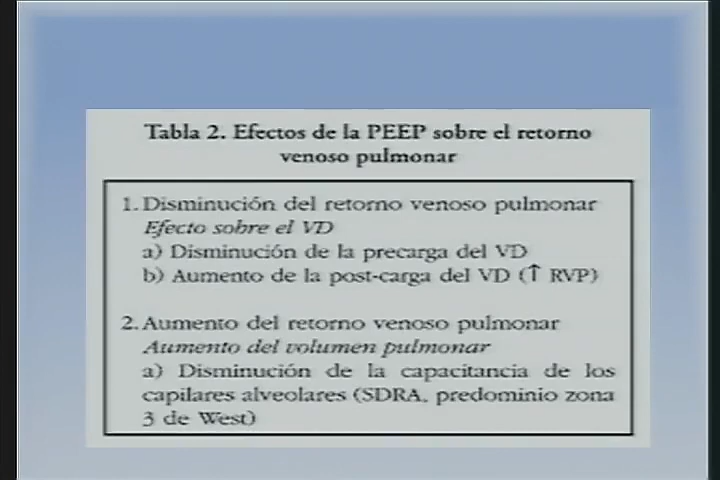 Tabla 2. Efectos de la PEEP sobre el retorno
venoso pulmonar
1. Disminución del retorno venoso pulmonar
Efecto sobre el VD
a) Disminución de la precarga del VD
b) Aumento de la post-carga del VD (↑ RVP)
2. Aumento del retorno venoso pulmonar
Aumento del volumen pulmonar
a) Disminución de la capacitancia de los
capilares alveolares (SDRA, predominio zona
3 de West)